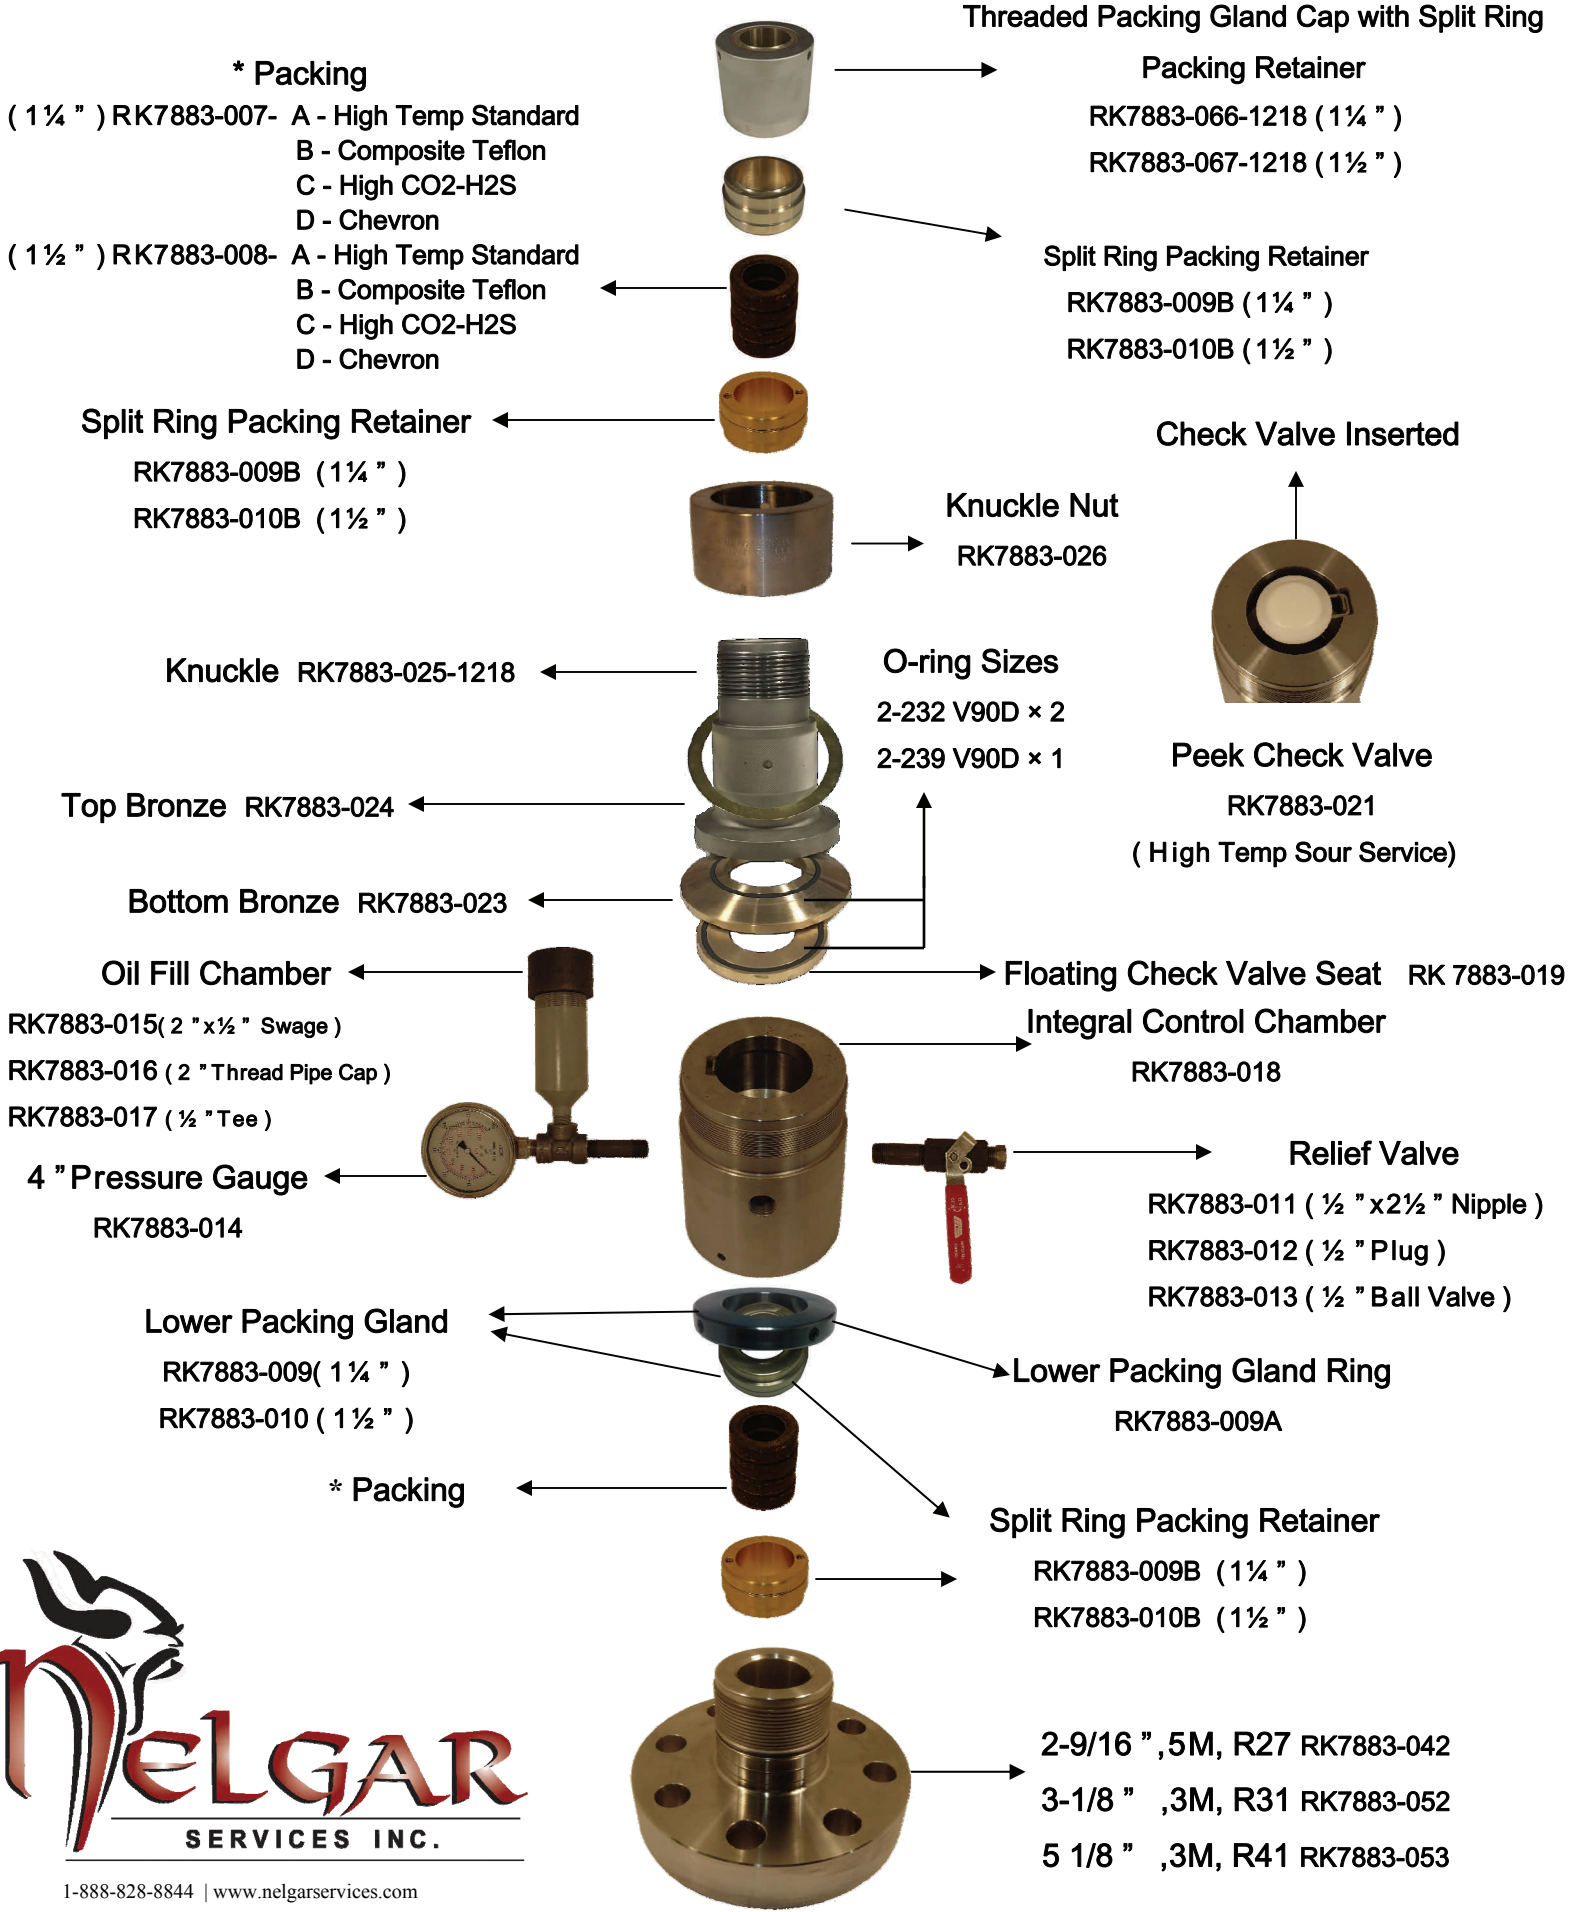 Threaded Packing Gland Cap with Split Ring
Packing Retainer
RK7883-066-1218 ( 1¼ ” )
RK7883-067-1218 ( 1½ ” )
* Packing
( 1¼ ” ) RK7883-007- A - High Temp Standard
B - Composite Teflon
C - High CO2-H2S
D - Chevron
( 1½ ” ) RK7883-008- A - High Temp Standard
B - Composite Teflon
C - High CO2-H2S
D - Chevron
Split Ring Packing Retainer
RK7883-009B ( 1¼ ” )
RK7883-010B ( 1½ ” )
Split Ring Packing Retainer
RK7883-009B ( 1¼ ” )
RK7883-010B ( 1½ ” )
Check Valve Inserted
Knuckle Nut
RK7883-026
Knuckle RK7883-025-1218
O-ring Sizes
2-232 V90D × 2
2-239 V90D × 1
Peek Check Valve
RK7883-021
( High Temp Sour Service)
Top Bronze RK7883-024
Bottom Bronze RK7883-023
Oil Fill Chamber
RK7883-015( 2 ”x½ ” Swage )
RK7883-016 ( 2 ”Thread Pipe Cap )
RK7883-017 ( ½ ”Tee )
Floating Check Valve Seat RK 7883-019
Integral Control Chamber
RK7883-018
4 ”Pressure Gauge
RK7883-014
Relief Valve
RK7883-011 ( ½ ”x2½ ” Nipple )
RK7883-012 ( ½ ”Plug )
RK7883-013 ( ½ ”Ball Valve )
Lower Packing Gland
RK7883-009( 1¼ ” )
RK7883-010 ( 1½ ” )
Lower Packing Gland Ring
RK7883-009A
* Packing
Split Ring Packing Retainer
RK7883-009B ( 1¼ ” )
RK7883-010B ( 1½ ” )
2-9/16 ” ,5M, R27 RK7883-042
3-1/8 ” ,3M, R31 RK7883-052
5 1/8 ” ,3M, R41 RK7883-053
NELGAR
SERVICES INC.
1-888-828-8844 | www.nelgarservices.com